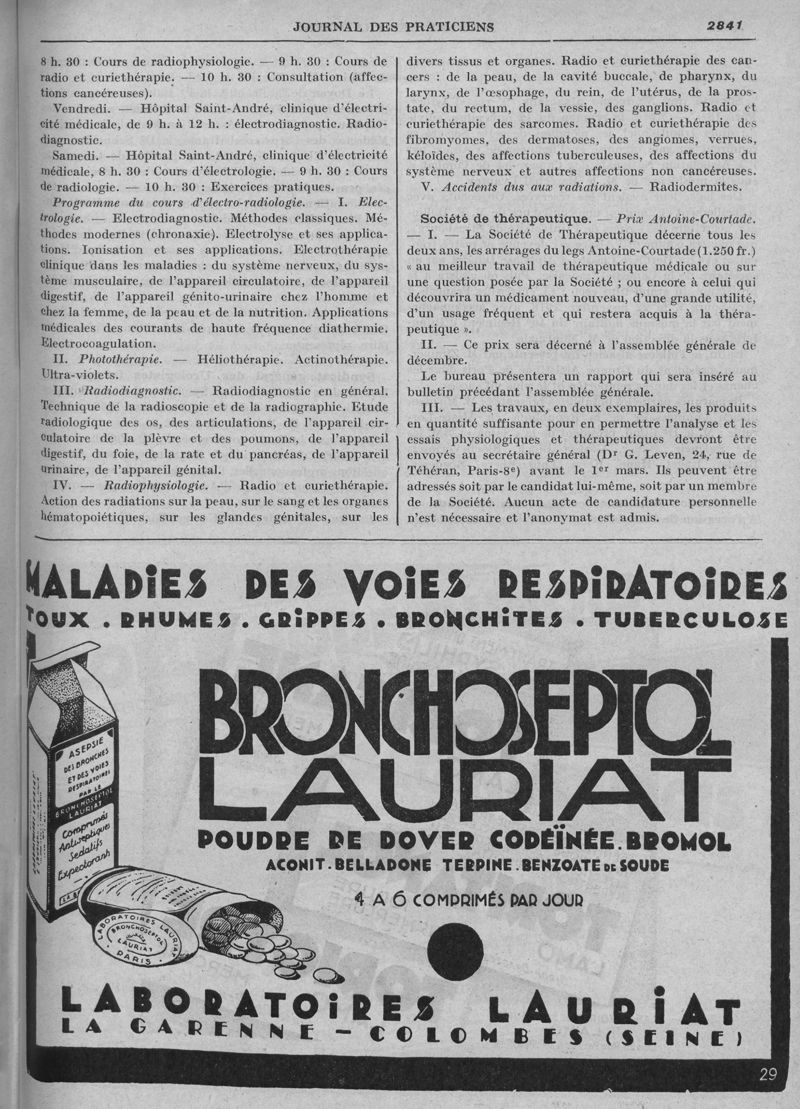 JOURNAL DES PRATICIENS
2841
8 h. 30 : Cours de radiophysiologie. — 9 h. 30 : Cours de
radio et curiethérapie. — 10 h. 30 : Consultation (affec-
tions cancéreuses).
Vendredi. — Hôpital Saint-André, clinique d'électri-
cité médicale, de 9 h. à 12 h. : électrodiagnostic. Radio-
diagnostic.
Samedi. — Hôpital Saint-André, clinique d'électricité
médicale, 8 h. 30 : Cours d'électrologie. — 9 h. 30 : Cours
de radiologie. — 10 h. 30 : Exercices pratiques.
Programme du cours d'électro-radiologie. — I. Elec-
trologie. — Electrodiagnostic. Méthodes classiques. Mé-
thodes modernes (chronaxie). Electrolyse et ses applica-
tions. Ionisation et ses applications. Electrothérapie
clinique dans les maladies : du système nerveux, du sys-
tème musculaire, de l'appareil circulatoire, de l'appareil
digestif, de l'appareil génito-urinaire chez l'homme et
chez la femme, de la peau et de la nutrition. Applications
médicales des courants de haute fréquence diathermie.
Electrocoagulation.
II. Photothérapie. — Héliothérapie. Actinothérapie.
Ultra-violets.
III. Radiodiagnostic. — Radiodiagnostic en général.
Technique de la radioscopie et de la radiographie. Etude
radiologique des os, des articulations, de l'appareil cir-
culatoire de la plèvre et des poumons, de l'appareil
digestif, du foie, de la rate et du pancréas, de l'appareil
urinaire, de l'appareil génital.
IV. — Radiophysiologie. — Radio et curiethérapie.
Action des radiations sur la peau, sur le sang et les organes
hématopoiétiques, sur les glandes génitales, sur les
divers tissus et organes. Radio et curiethérapie des can-
cers : de la peau, de la cavité buccale, de pharynx, du
larynx, de l'œsophage, du rein, de l'utérus, de la pros-
tate, du rectum, de la vessie, des ganglions. Radio et
curiethérapie des sarcomes. Radio et curiethérapie des
fibromyomes, des dermatoses, des angiomes, verrues,
kéloïdes, des affections tuberculeuses, des affections du
système nerveux et autres affections non cancéreuses.
V. Accidents dus aux radiations. — Radiodermites.
Société de thérapeutique. — Prix Antoine-Courtade.
— I. — La Société de Thérapeutique décerne tous les
deux ans, les arrérages du legs Antoine-Courtade (1.250 fr.)
« au meilleur travail de thérapeutique médicale ou sur
une question posée par la Société ; ou encore à celui qui
découvrira un médicament nouveau, d'une grande utilité,
d'un usage fréquent et qui restera acquis à la théra-
peutique ».
II. — Ce prix sera décerné à l'assemblée générale de
décembre.
Le bureau présentera un rapport qui sera inséré au
bulletin précédant l'assemblée générale.
III. — Les travaux, en deux exemplaires, les produits
en quantité suffisante pour en permettre l'analyse et les
essais physiologiques et thérapeutiques devront être
envoyés au secrétaire général (Dr G. Leven, 24, rue de
Téhéran, Paris-8e) avant le 1er mars. Ils peuvent être
adressés soit par le candidat lui-même, soit par un membre
de la Société. Aucun acte de candidature personnelle
n'est nécessaire et l'anonymat est admis.
MALADiES DES VOiES RESPiRATOiRES
TOUX . RHUMES . GRiPPES . BRONCHiTES . TUBERCULOSE
BRONCHOSEPTOL
LAURIAT
POUDRE DE DOVER CODÉÏNÉE.BROMOL
ACONIT.BELLADONE TERPINE.BENZOATE DE SOUDE
4 A 6 COMPRIMÉS PAR JOUR
ASEPSIE
DES BRONCHES
ET DES VOIES
RESPIRATOIRES
PAR LE
BRONCHOSEPTOL
LAURIAT
Comprimés
Antiseptiques
Sedatifs
Expectorants
LABORATOIRES LAURIAT
BRONCHOSEPTOL
LAURIAT
PARIS
LABORATOiRES LAURiAT
LA GARENNE - COLOMBES (SEINE)
29